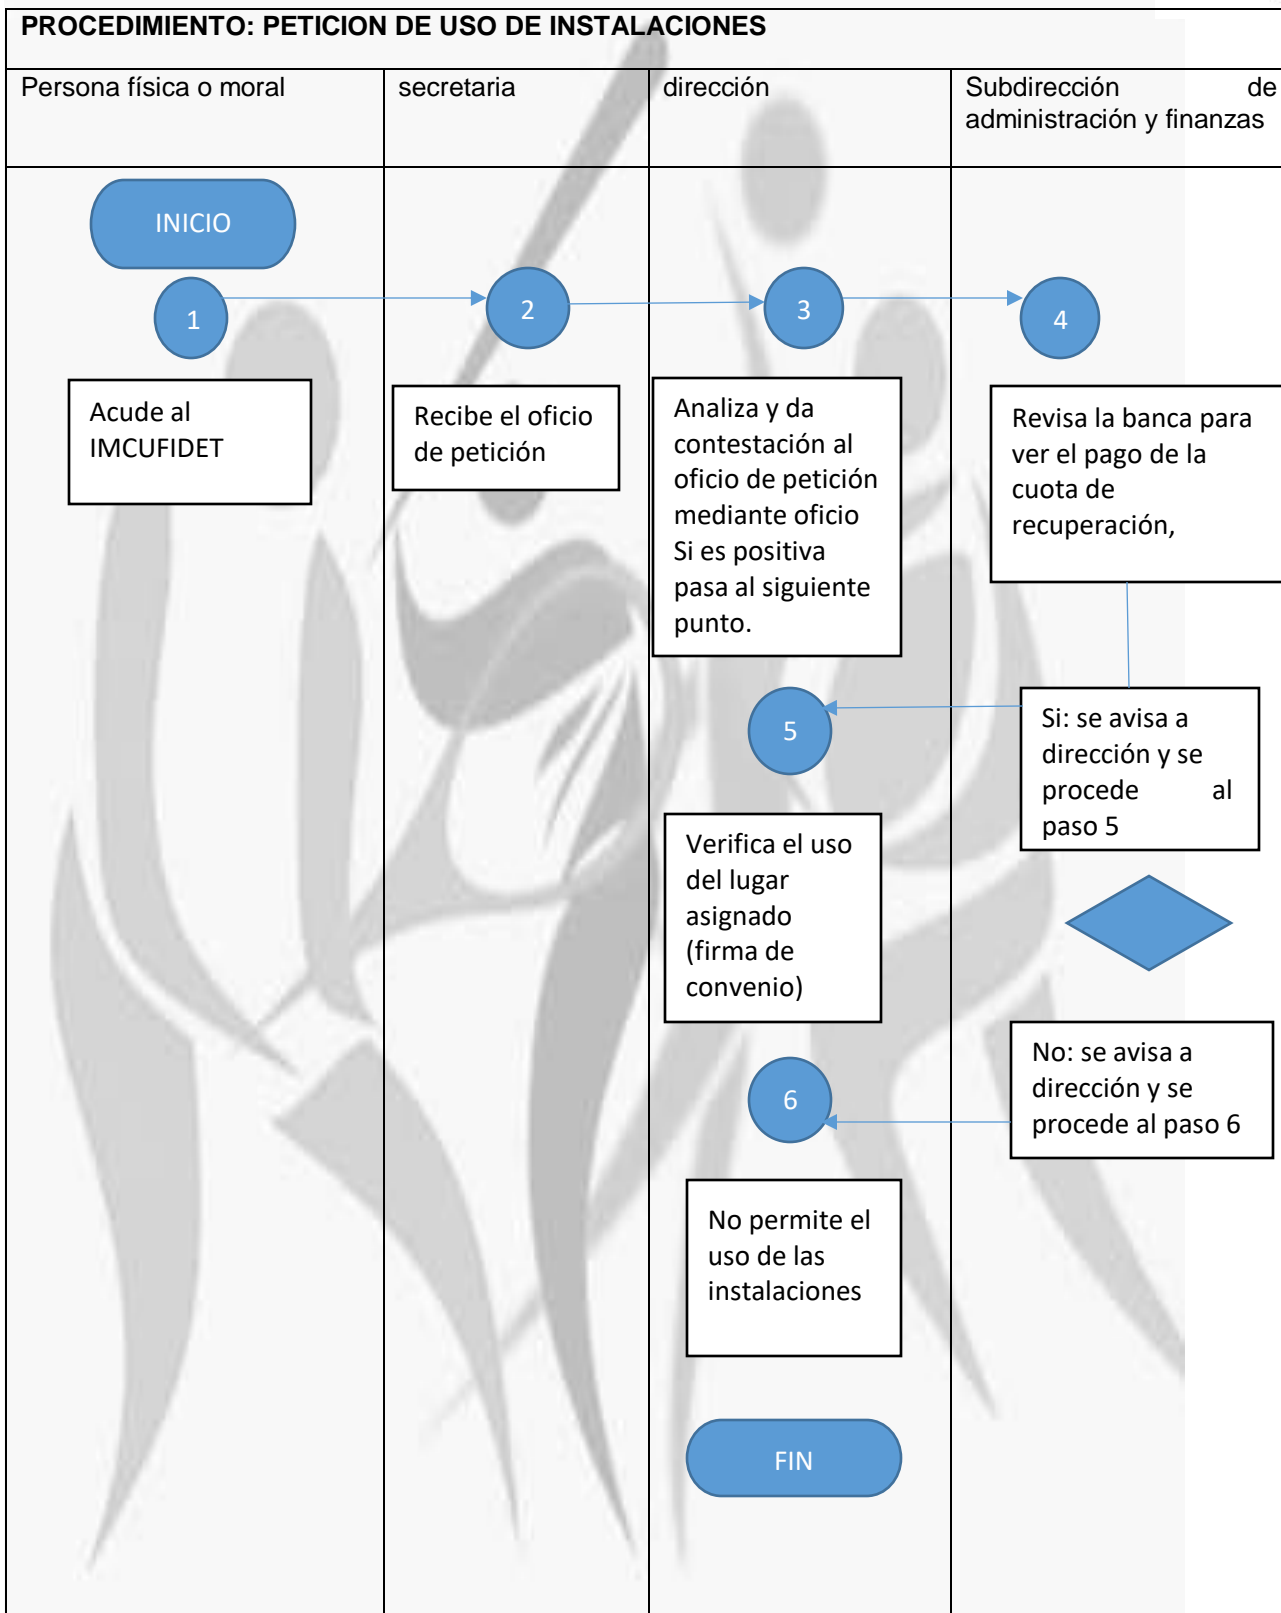 PROCEDIMIENTO: PETICION DE USO DE INSTALACIONES
Persona física o moral
secretaria
dirección
Subdirección de
administración y finanzas
INICIO
1
2
3
4
Acude al
IMCUFIDET
Recibe el oficio
de petición
Analiza y da
contestación al
oficio de petición
mediante oficio
Si es positiva
pasa al siguiente
punto.
Revisa la banca para
ver el pago de la
cuota de
recuperación,
5
Si: se avisa a
dirección y se
procede al
paso 5
Verifica el uso
del lugar
asignado
(firma de
convenio)
No: se avisa a
dirección y se
procede al paso 6
6
No permite el
uso de las
instalaciones
FIN